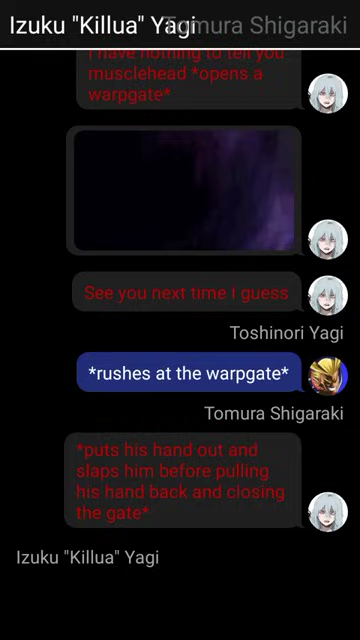 Izuku "Killua" Yagi
Tomura Shigaraki
I have nothing to tell you
musclehead *opens a
warpgate*
See you next time I guess
Toshinori Yagi
*rushes at the warpgate*
Tomura Shigaraki
*puts his hand out and
slaps him before pulling
his hand back and closing
the gate*
Izuku "Killua" Yagi